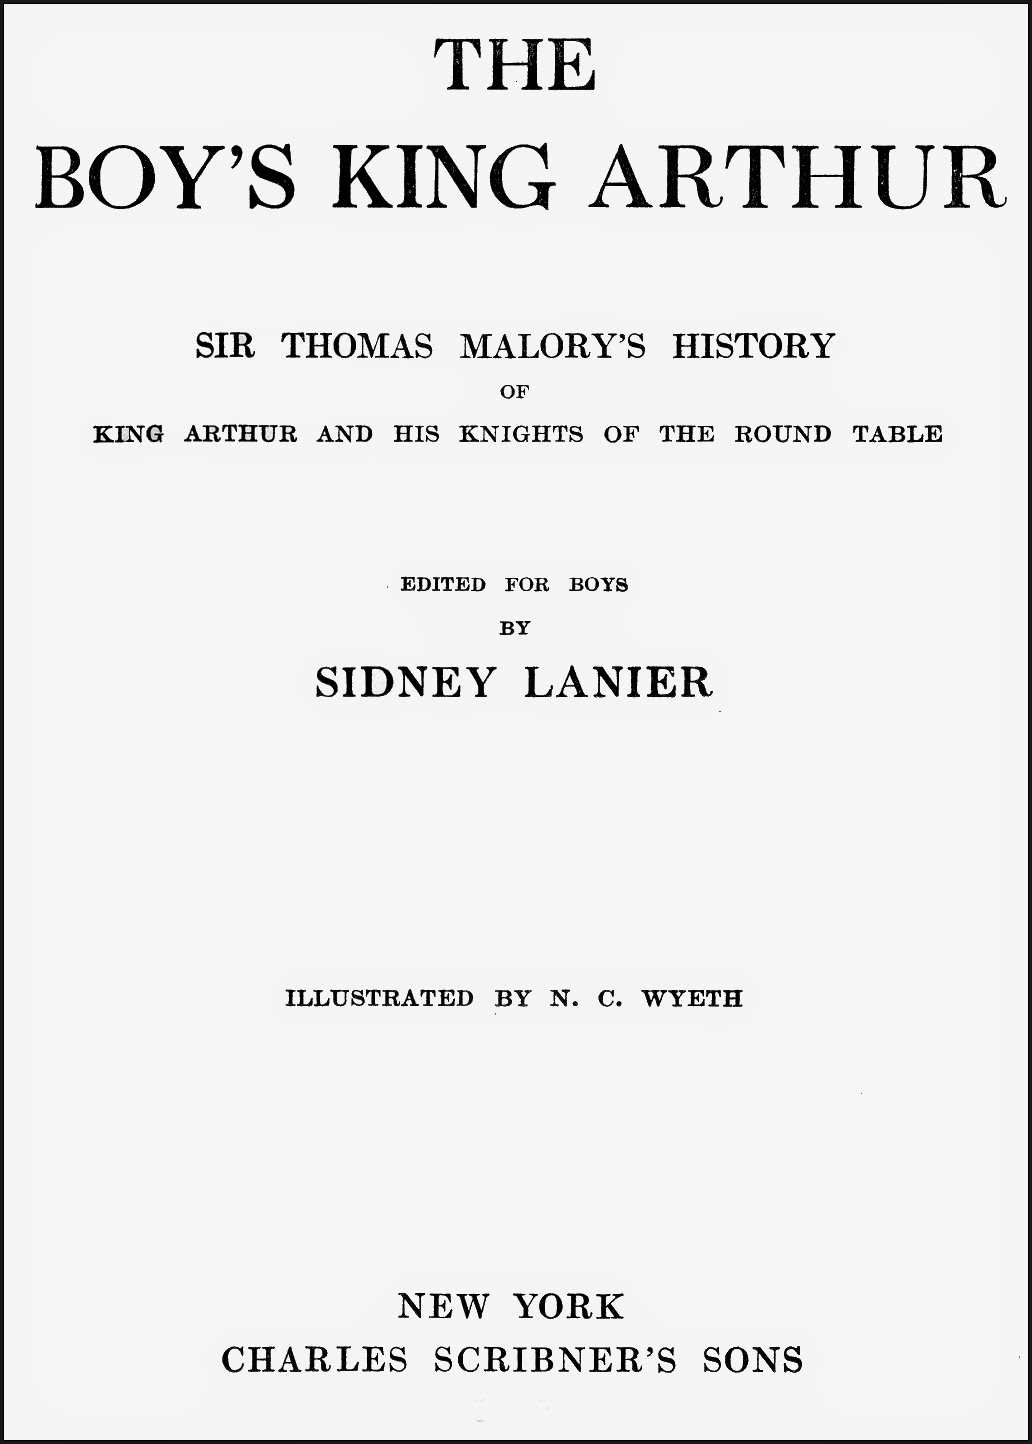 THE
BOY'S KING ARTHUR
SIR THOMAS MALORY'S HISTORY
OF
KING ARTHUR AND HIS KNIGHTS OF THE ROUND TABLE
EDITED FOR BOYS
BY
SIDNEY LANIER
ILLUSTRATED BY N. C. WYETH
NEW YORK
CHARLES SCRIBNER'S SONS